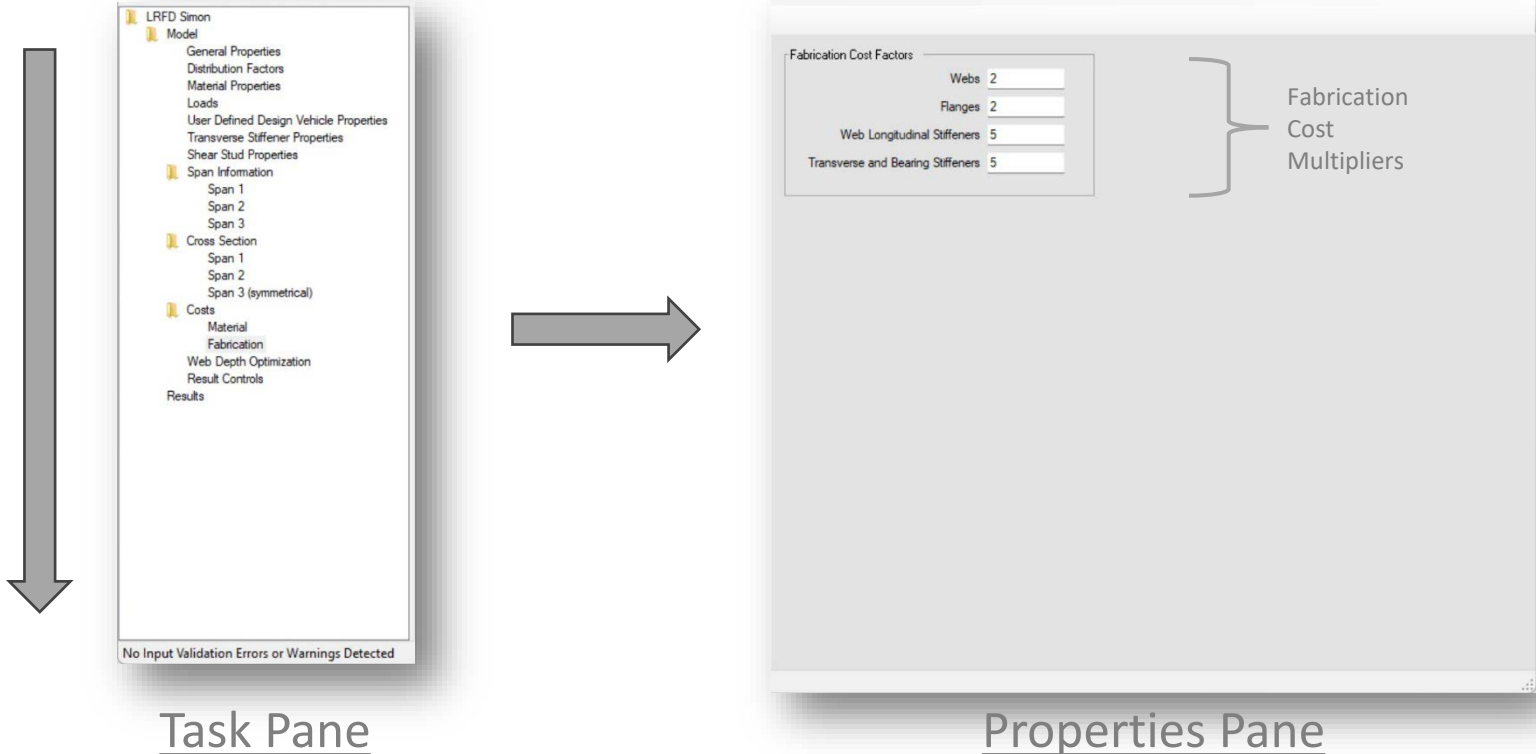 LRFD Simon
Model
General Properties
Distribution Factors
Material Properties
Loads
User Defined Design Vehicle Properties
Transverse Stiffener Properties
Shear Stud Properties
Span Information
Span 1
Span 2
Span 3
Cross Section
Span 1
Span 2
Span 3 (symmetrical)
Costs
Material
Fabrication
Web Depth Optimization
Result Controls
Results
No Input Validation Errors or Warnings Detected
Task Pane
Fabrication Cost Factors
Webs 2
Flanges 2
Web Longitudinal Stiffeners 5
Transverse and Bearing Stiffeners 5
Fabrication
Cost
Multipliers
Properties Pane